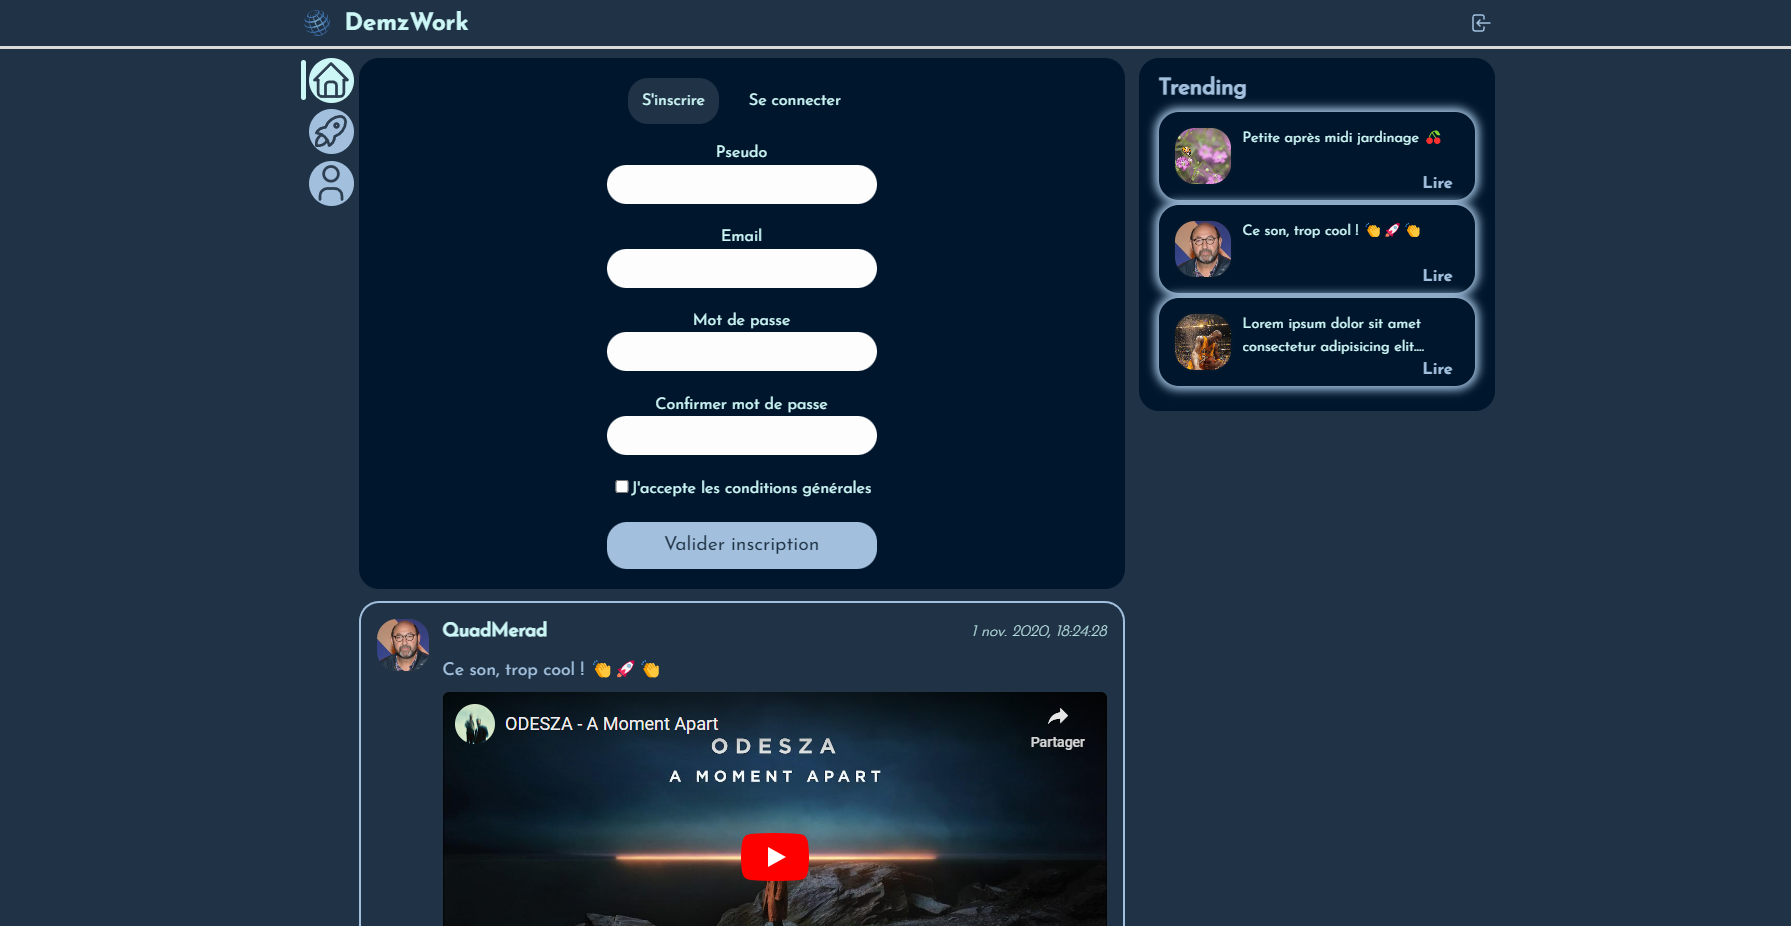 DemzWork
S'inscrire
Se connecter
Pseudo
Email
Mot de passe
Confirmer mot de passe
J'accepte les conditions générales
Valider inscription
Trending
Petite après midi jardinage 🍒
Lire
Ce son, trop cool ! 👏🚀👏
Lire
Lorem ipsum dolor sit amet
consectetur adipisicing elit....
Lire
QuadMerad
1 nov. 2020, 18:24:28
Ce son, trop cool ! 👏🚀👏
ODESZA - A Moment Apart
Partager
ODESZA
A MOMENT APART